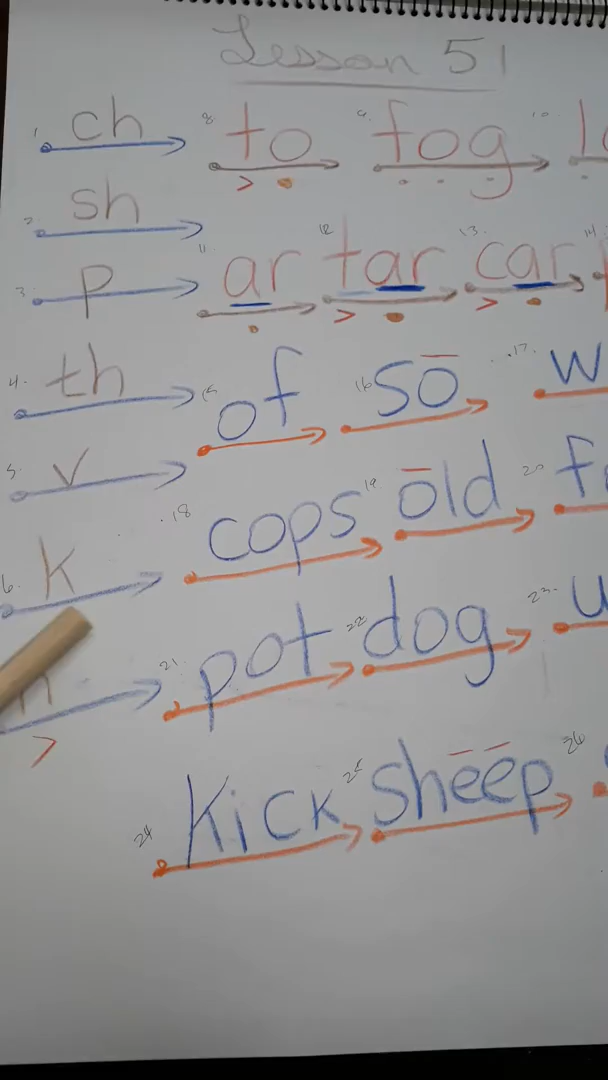 Lesson 51
1. ch 8. to 9. fog 10.
2. sh
3. p 11. ar 12. tar 13. car 14.
4. th 15. of 16. sō 17. w
5. v
6. k 18. cops 19. ōld 20. f
21. pot 22. dog 23. u
24. kick 25. shēēp 26.